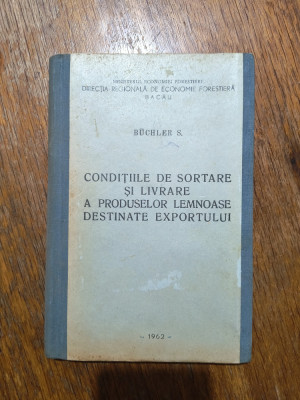 MINISTERUL ECONOMIEI FORESTIERE
DIRECȚIA REGIONALĂ DE ECONOMIE FORESTIERĂ
BACĂU
BÜCHLER S.
CONDIȚIILE DE SORTARE
ȘI LIVRARE
A PRODUSELOR LEMNOASE
DESTINATE EXPORTULUI
- 1962 -